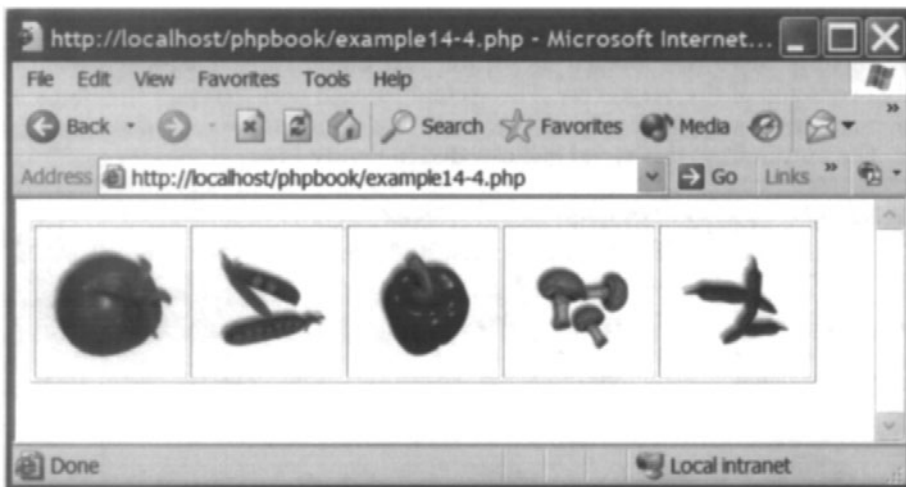 http://localhost/phpbook/example14-4.php - Microsoft Internet...
File Edit View Favorites Tools Help
Back Search Favorites Media »
Address http://localhost/phpbook/example14-4.php Go Links »
Done Local intranet